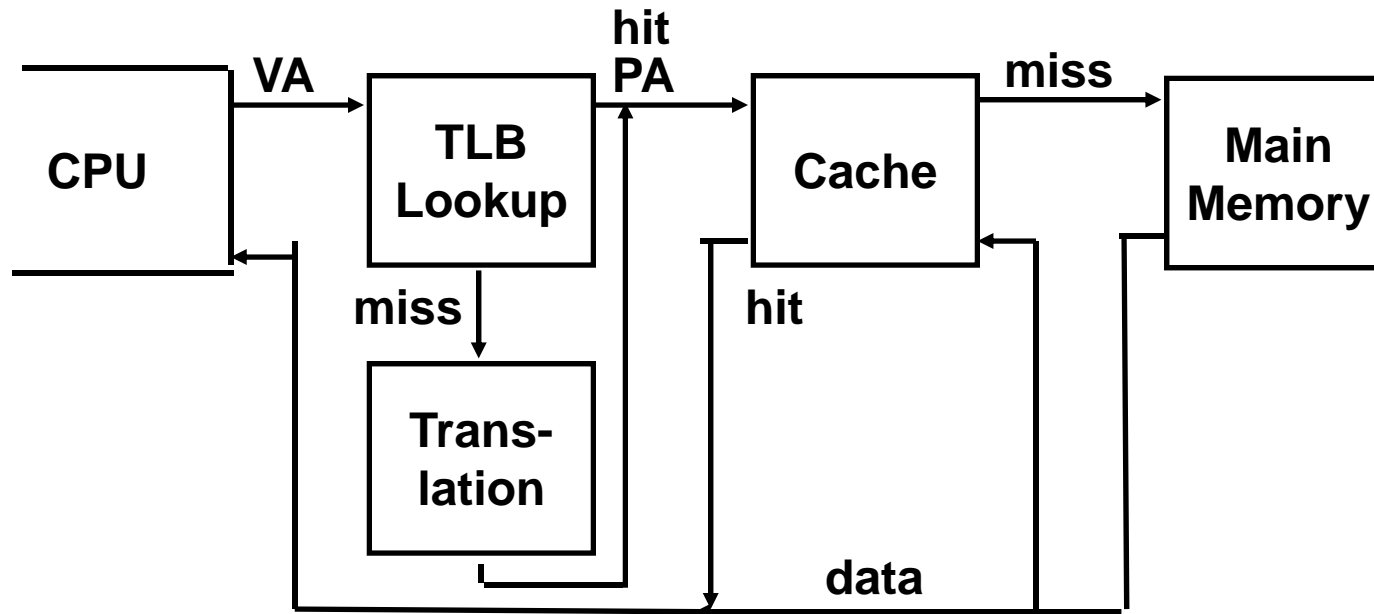 hit
VA
PA
miss
CPU
TLB
Lookup
Cache
Main
Memory
miss
hit
Trans-
lation
data